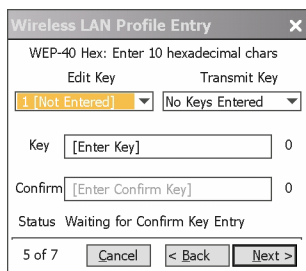 Wireless LAN Profile Entry X
WEP-40 Hex: Enter 10 hexadecimal chars
Edit Key Transmit Key
1 [Not Entered] No Keys Entered
Key [Enter Key] 0
Confirm [Enter Confirm Key] 0
Status Waiting for Confirm Key Entry
5 of 7 Cancel < Back Next >